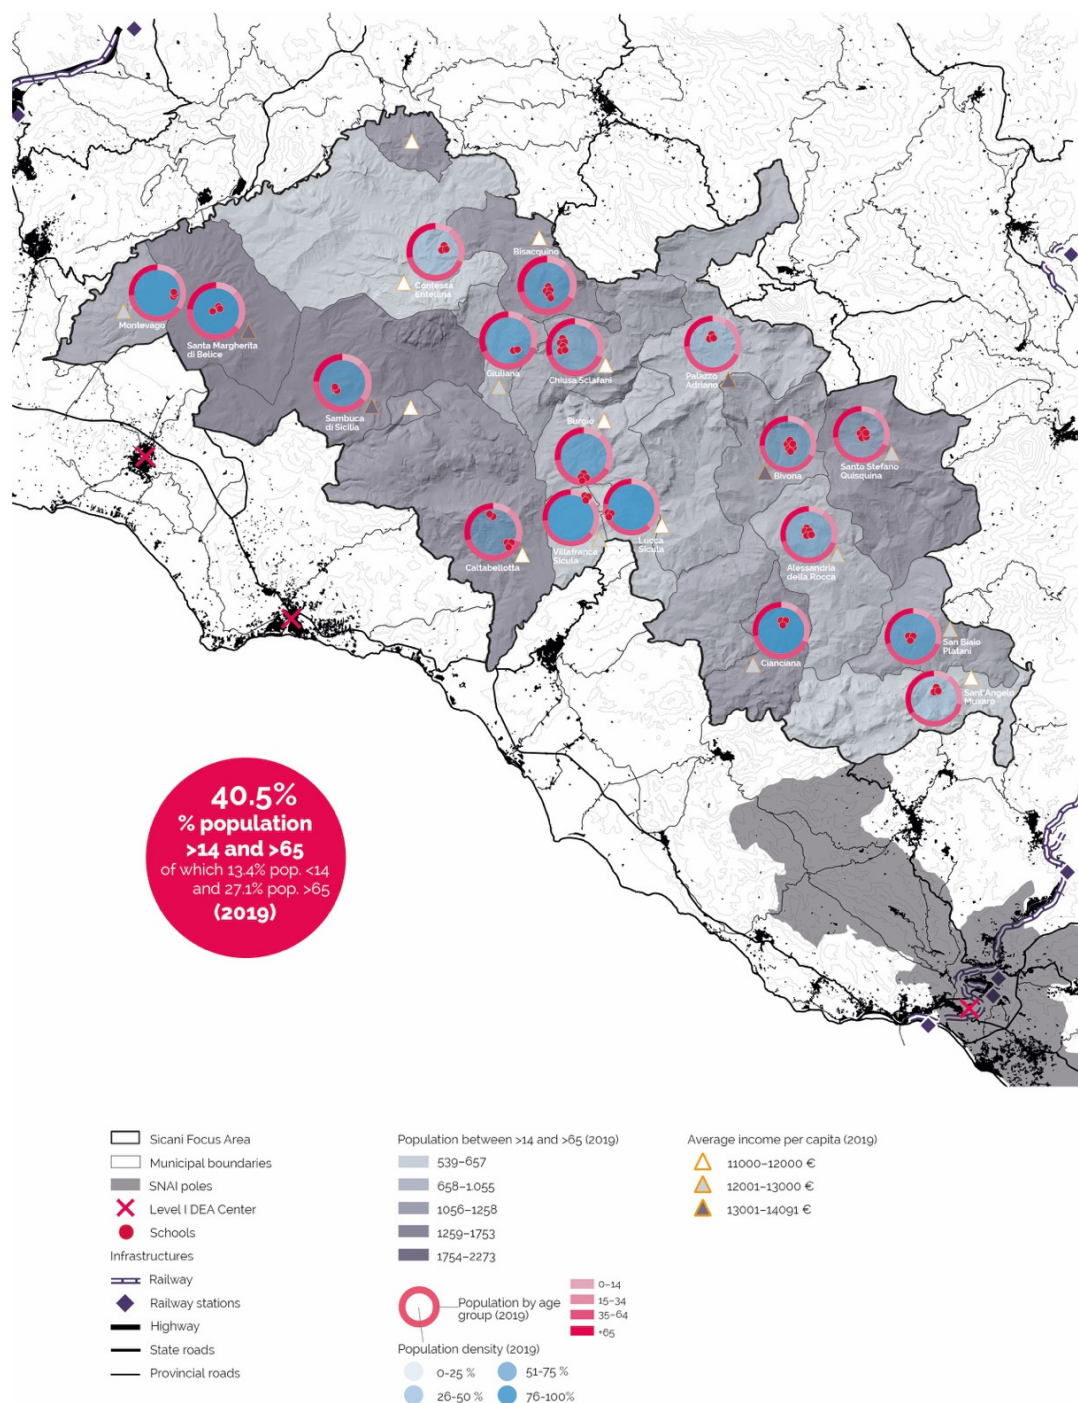 Bisacquino
Contessa
Entellina
Montevago
Santa Margherita
di Belice
Giuliana
Chiusa Sclafani
Palazzo
Adriano
Sambuca
di Sicilia
Burgio
Bivona
Santo Stefano
Quisquina
Caltabellotta
Villafranca
Sicula
Lucca
Sicula
Alessandria
della Rocca
Cianciana
San Biaio
Platani
Sant'Angelo
Muxaro
40.5%
% population
>14 and >65
of which 13.4% pop. <14
and 27.1% pop. >65
(2019)
Sicani Focus Area
Municipal boundaries
SNAI poles
Level I DEA Center
Schools
Infrastructures
Railway
Railway stations
Highway
State roads
Provincial roads
Population between >14 and >65 (2019)
539–657
658–1.055
1056–1258
1259–1753
1754–2273
Population by age
group (2019)
0–14
15–34
35–64
+65
Population density (2019)
0-25 %
26-50 %
51-75 %
76-100%
Average income per capita (2019)
11000–12000 €
12001–13000 €
13001–14091 €